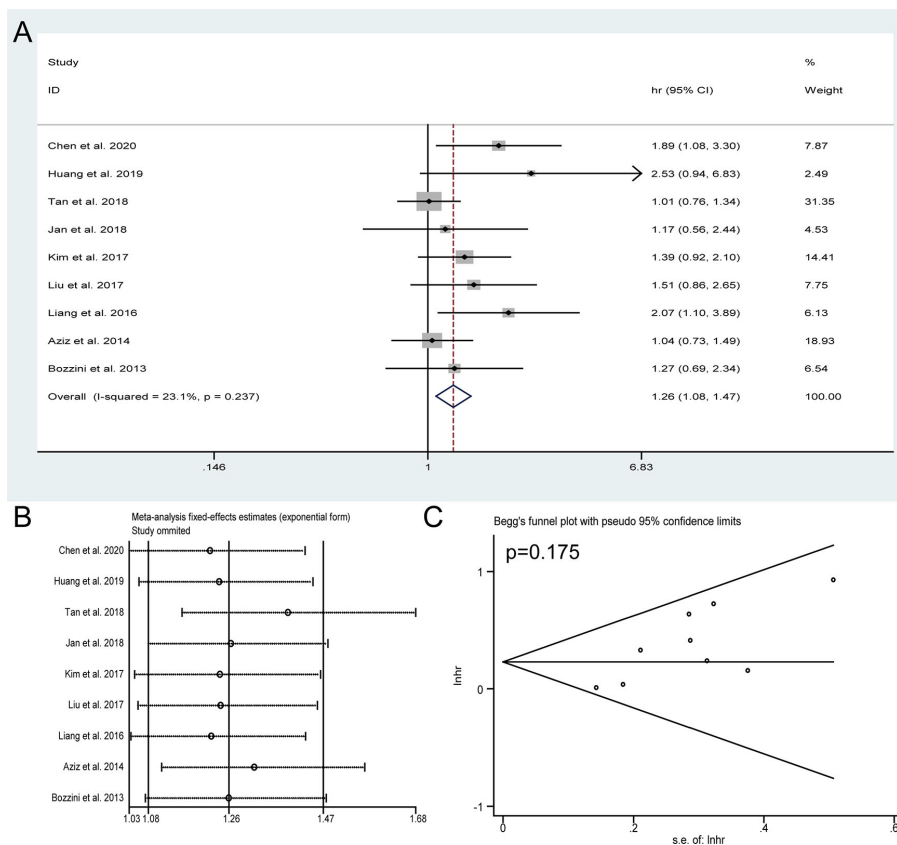 A
Study %
ID hr (95% CI) Weight
Chen et al. 2020 1.89 (1.08, 3.30) 7.87
Huang et al. 2019 2.53 (0.94, 6.83) 2.49
Tan et al. 2018 1.01 (0.76, 1.34) 31.35
Jan et al. 2018 1.17 (0.56, 2.44) 4.53
Kim et al. 2017 1.39 (0.92, 2.10) 14.41
Liu et al. 2017 1.51 (0.86, 2.65) 7.75
Liang et al. 2016 2.07 (1.10, 3.89) 6.13
Aziz et al. 2014 1.04 (0.73, 1.49) 18.93
Bozzini et al. 2013 1.27 (0.69, 2.34) 6.54
Overall (I-squared = 23.1%, p = 0.237) 1.26 (1.08, 1.47) 100.00
.146 1 6.83
B
Meta-analysis fixed-effects estimates (exponential form)
Study ommited
Chen et al. 2020
Huang et al. 2019
Tan et al. 2018
Jan et al. 2018
Kim et al. 2017
Liu et al. 2017
Liang et al. 2016
Aziz et al. 2014
Bozzini et al. 2013
1.03 1.08 1.26 1.47 1.68
C
Begg's funnel plot with pseudo 95% confidence limits
p=0.175
lnhr
1
0
-1
0 .2 .4 .6
s.e. of: lnhr